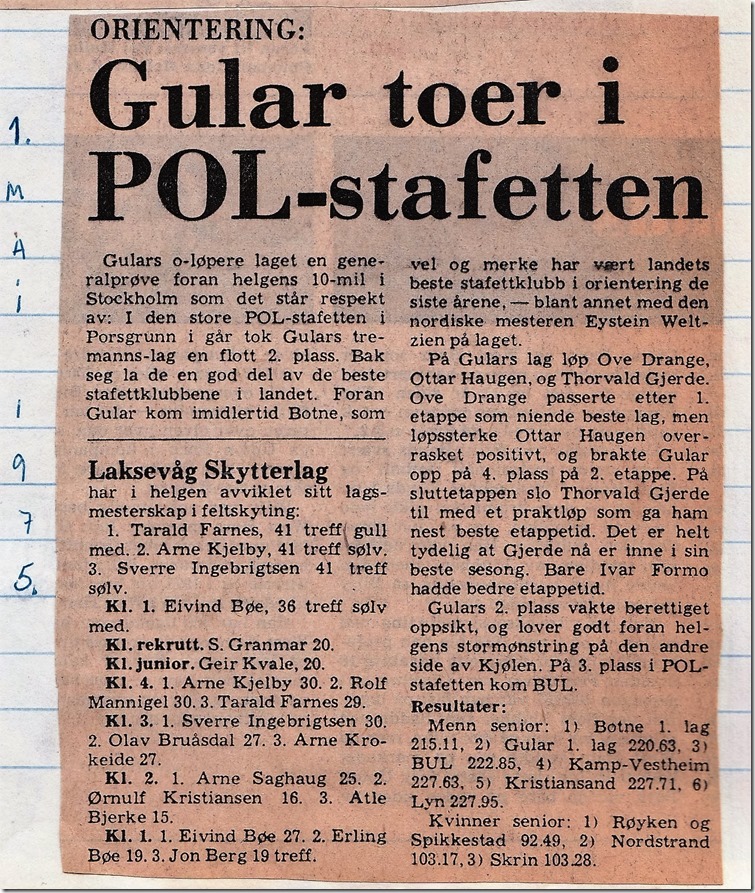 ORIENTERING:
Gular toer i
POL-stafetten
Gulars o-løpere laget en gene-
ralprøve foran helgens 10-mil i
Stockholm som det står respekt
av: I den store POL-stafetten i
Porsgrunn i går tok Gulars tre-
manns-lag en flott 2. plass. Bak
seg la de en god del av de beste
stafettklubbene i landet. Foran
Gular kom imidlertid Botne, som
vel og merke har vært landets
beste stafettklubb i orientering de
siste årene, — blant annet med den
nordiske mesteren Eystein Welt-
zien på laget.
På Gulars lag løp Ove Drange,
Ottar Haugen, og Thorvald Gjerde.
Ove Drange passerte etter 1.
etappe som niende beste lag, men
løpssterke Ottar Haugen over-
rasket positivt, og brakte Gular
opp på 4. plass på 2. etappe. På
sluttetappen slo Thorvald Gjerde
til med et praktløp som ga ham
nest beste etappetid. Det er helt
tydelig at Gjerde nå er inne i sin
beste sesong. Bare Ivar Formo
hadde bedre etappetid.
Gulars 2. plass vakte berettiget
oppsikt, og lover godt foran hel-
gens stormønstring på den andre
side av Kjølen. På 3. plass i POL-
stafetten kom BUL.
Resultater:
Menn senior: 1) Botne 1. lag
215.11, 2) Gular 1. lag 220.63, 3)
BUL 222.85, 4) Kamp-Vestheim
227.63, 5) Kristiansand 227.71, 6)
Lyn 227.95.
Kvinner senior: 1) Røyken og
Spikkestad 92.49, 2) Nordstrand
103.17, 3) Skrin 103.28.
Laksevåg Skytterlag
har i helgen avviklet sitt lags-
mesterskap i feltskyting:
1. Tarald Farnes, 41 treff gull
med. 2. Arne Kjelby, 41 treff sølv.
3. Sverre Ingebrigtsen 41 treff
sølv.
Kl. 1. Eivind Bøe, 36 treff sølv
med.
Kl. rekrutt. S. Granmar 20.
Kl. junior. Geir Kvale, 20.
Kl. 4. 1. Arne Kjelby 30. 2. Rolf
Mannigel 30. 3. Tarald Farnes 29.
Kl. 3. 1. Sverre Ingebrigtsen 30.
2. Olav Bruåsdal 27. 3. Arne Kro-
keide 27.
Kl. 2. 1. Arne Saghaug 25. 2.
Ørnulf Kristiansen 16. 3. Atle
Bjerke 15.
Kl. 1. 1. Eivind Bøe 27. 2. Erling
Bøe 19. 3. Jon Berg 19 treff.
1.
M
A
i
i
1
9
7
5.